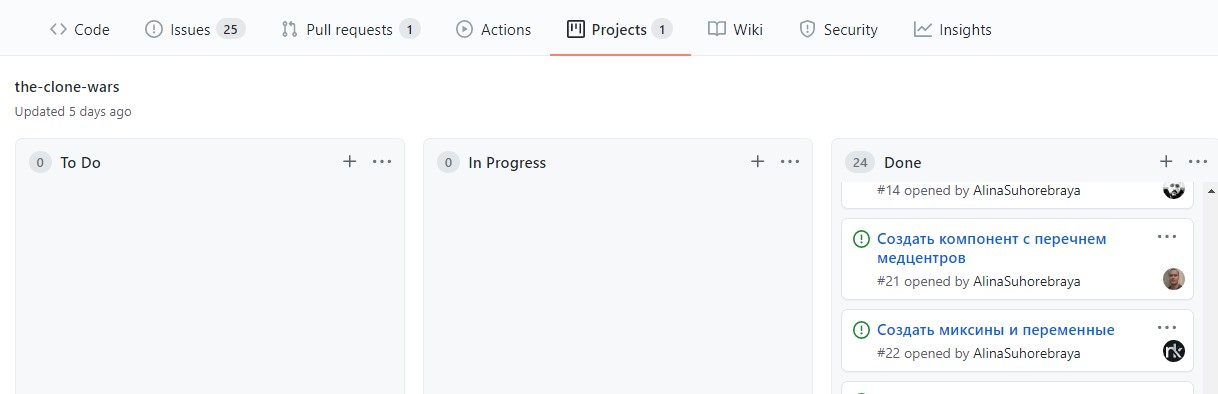 Code Issues 25 Pull requests 1 Actions Projects 1 Wiki Security Insights
the-clone-wars
Updated 5 days ago
0 To Do
0 In Progress
24 Done
#14 opened by AlinaSuhorebraya
Создать компонент с перечнем
медцентров
#21 opened by AlinaSuhorebraya
Создать миксины и переменные
#22 opened by AlinaSuhorebraya